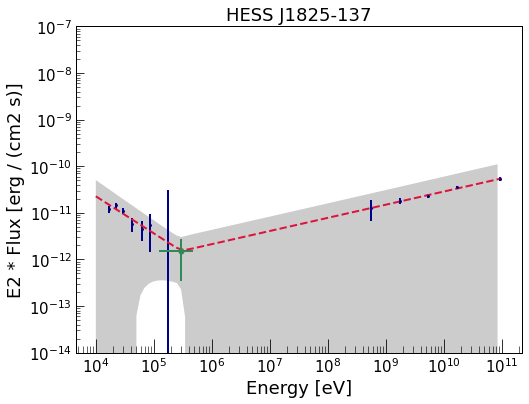 HESS J1825-137
E2 * Flux [erg / (cm2 s)]
10⁻⁷
10⁻⁸
10⁻⁹
10⁻¹⁰
10⁻¹¹
10⁻¹²
10⁻¹³
10⁻¹⁴
10⁴ 10⁵ 10⁶ 10⁷ 10⁸ 10⁹ 10¹⁰ 10¹¹
Energy [eV]